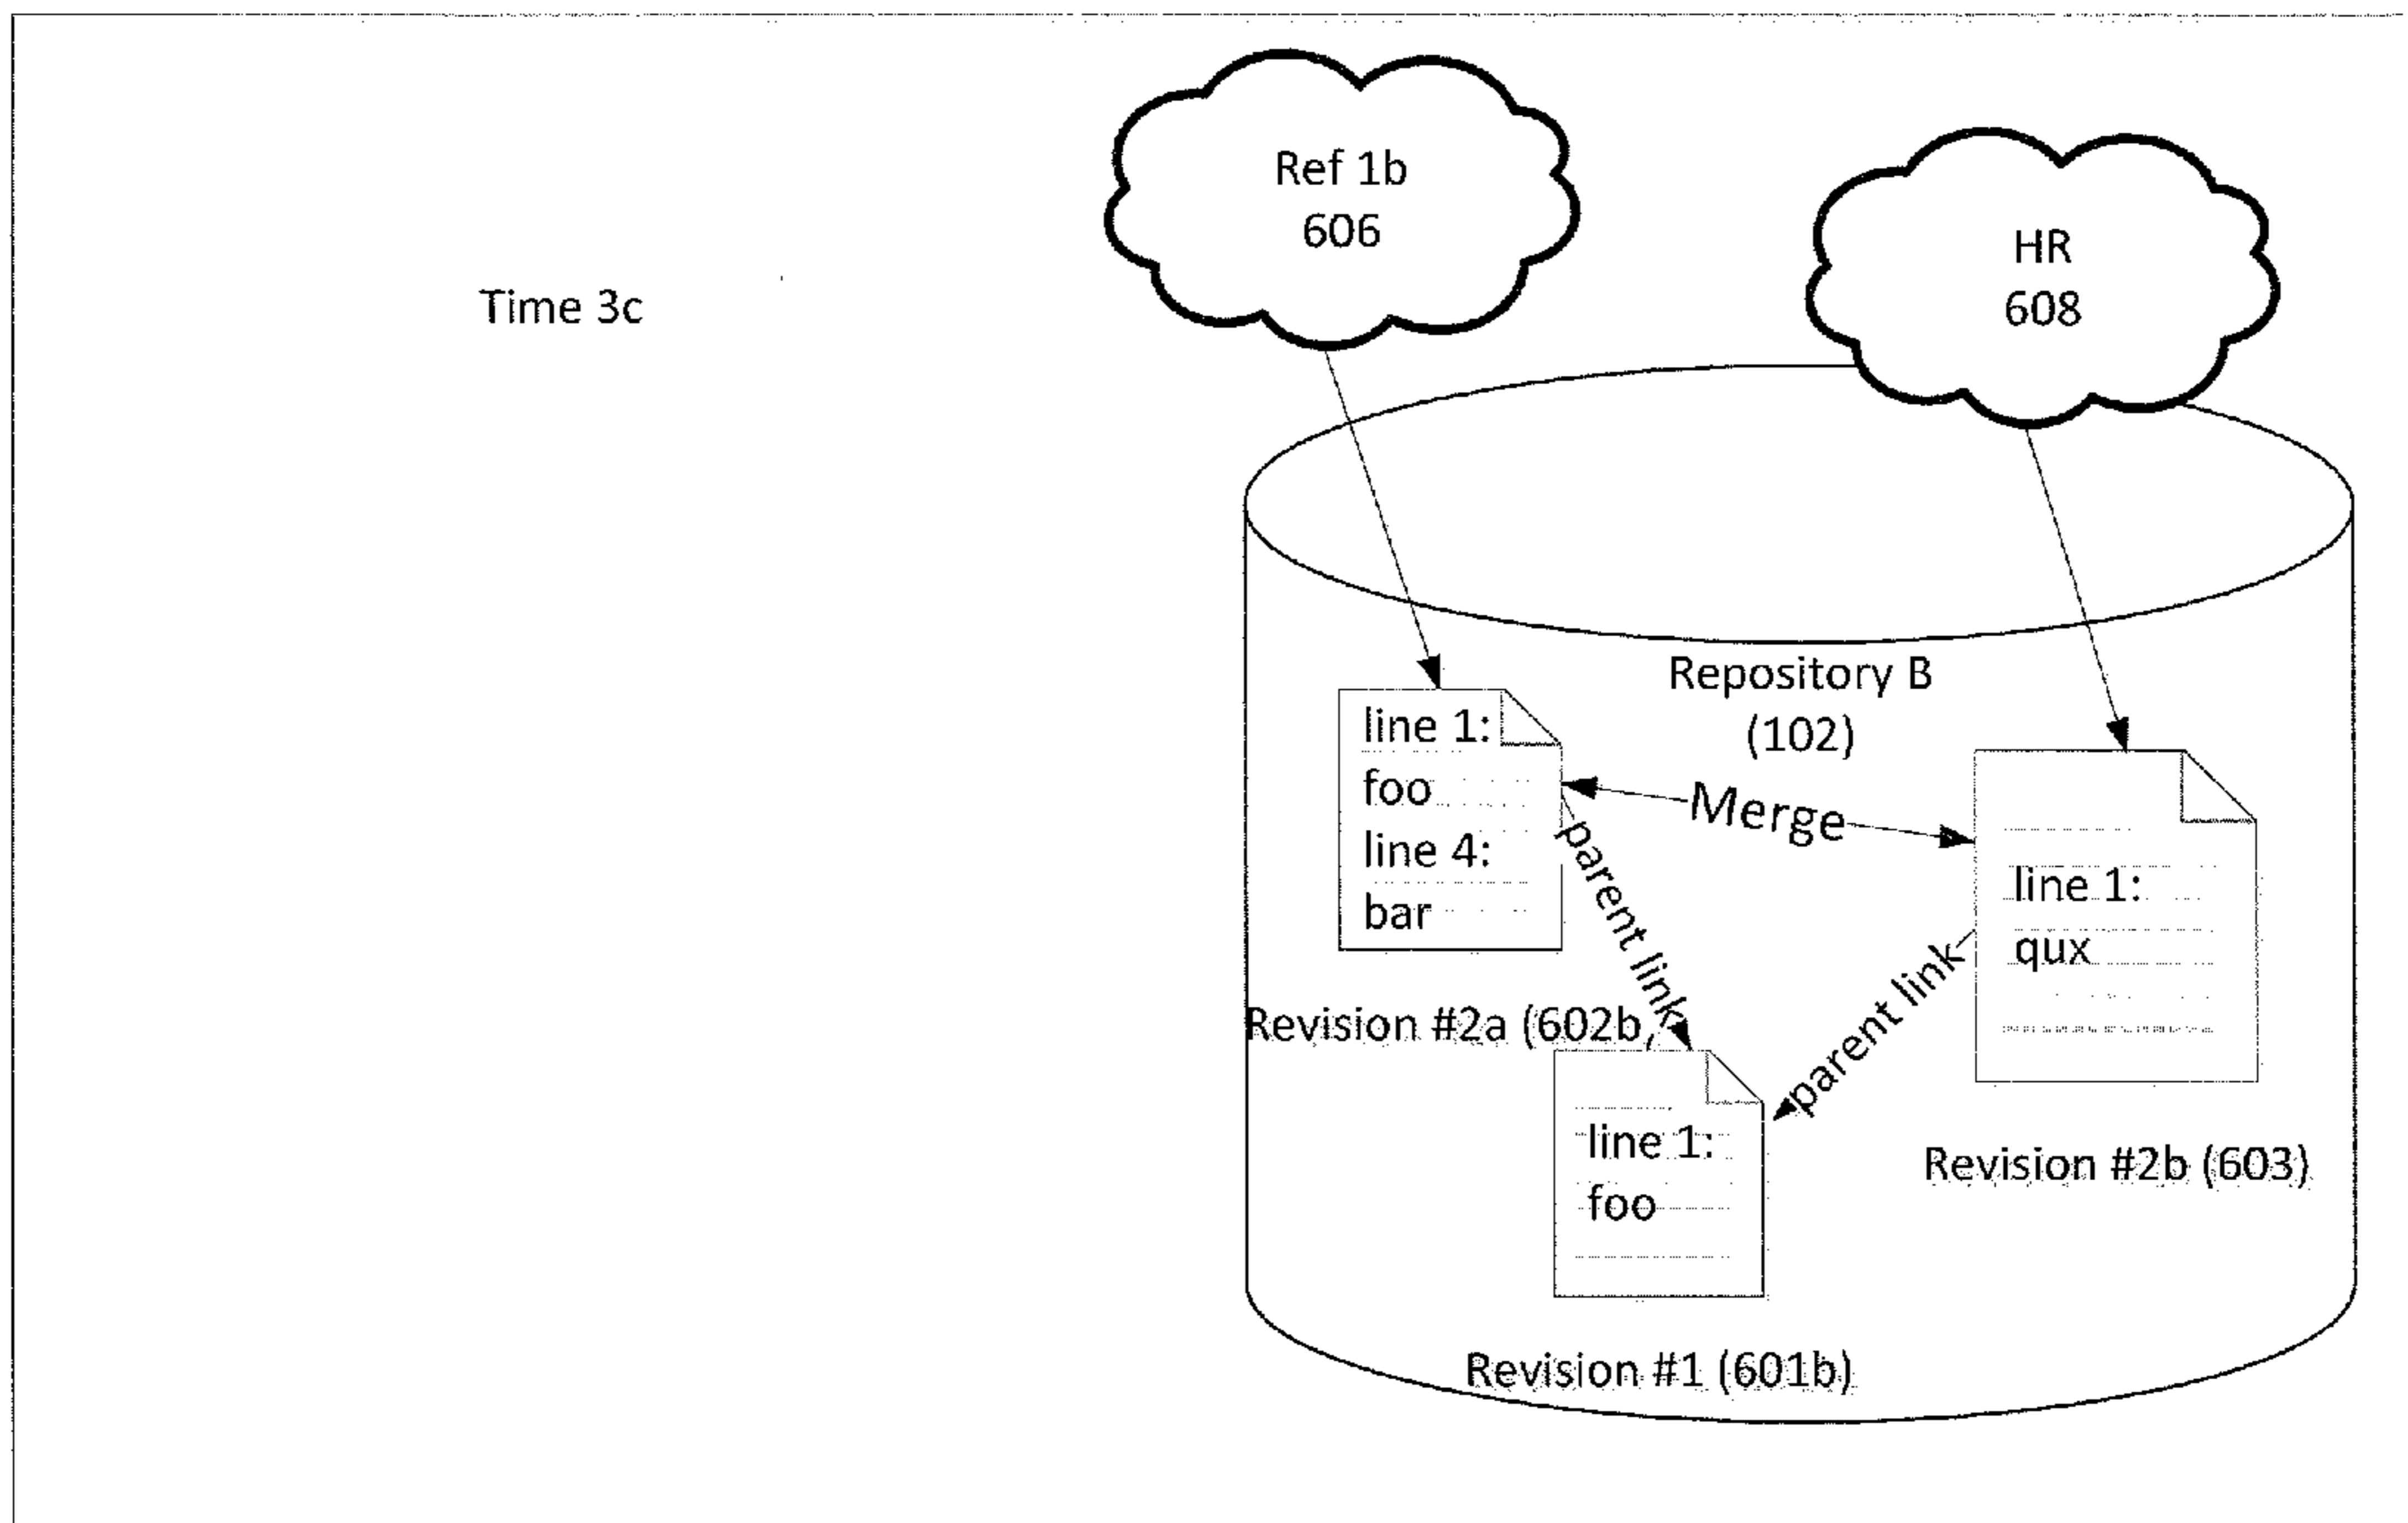 Ref 1b
606
HR
608
Time 3c
Repository B
(102)
line 1:
foo
line 4:
bar
Merge
line 1:
qux
parent link
parent link
Revision #2a (602b)
line 1:
foo
Revision #2b (603)
Revision #1 (601b)